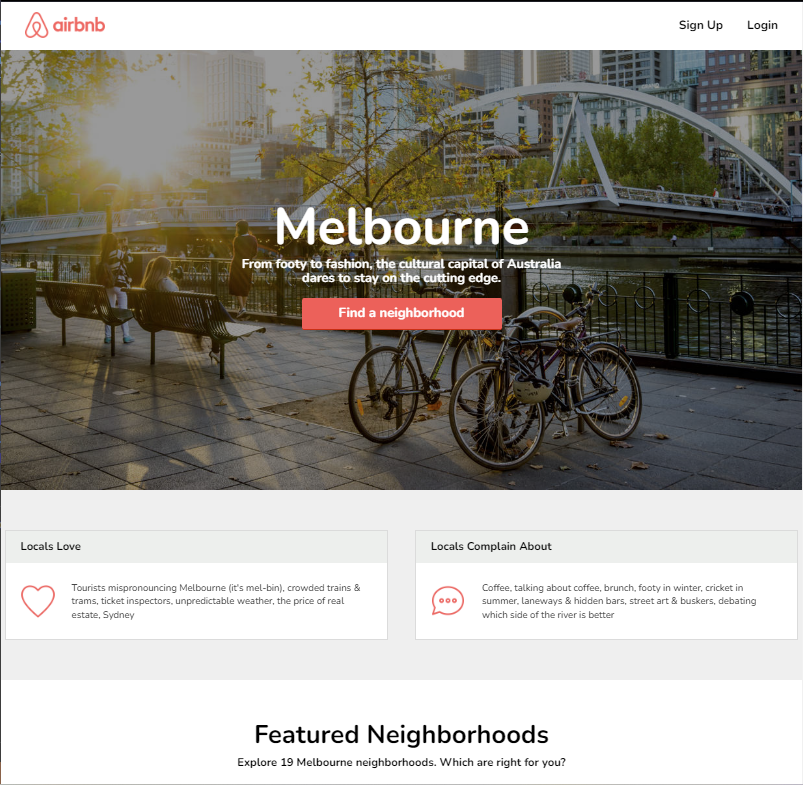 airbnb
Sign Up
Login
Melbourne
From footy to fashion, the cultural capital of Australia
dares to stay on the cutting edge.
Find a neighborhood
Locals Love
Tourists mispronouncing Melbourne (it's mel-bin), crowded trains &
trams, ticket inspectors, unpredictable weather, the price of real
estate, Sydney
Locals Complain About
Coffee, talking about coffee, brunch, footy in winter, cricket in
summer, laneways & hidden bars, street art & buskers, debating
which side of the river is better
Featured Neighborhoods
Explore 19 Melbourne neighborhoods. Which are right for you?